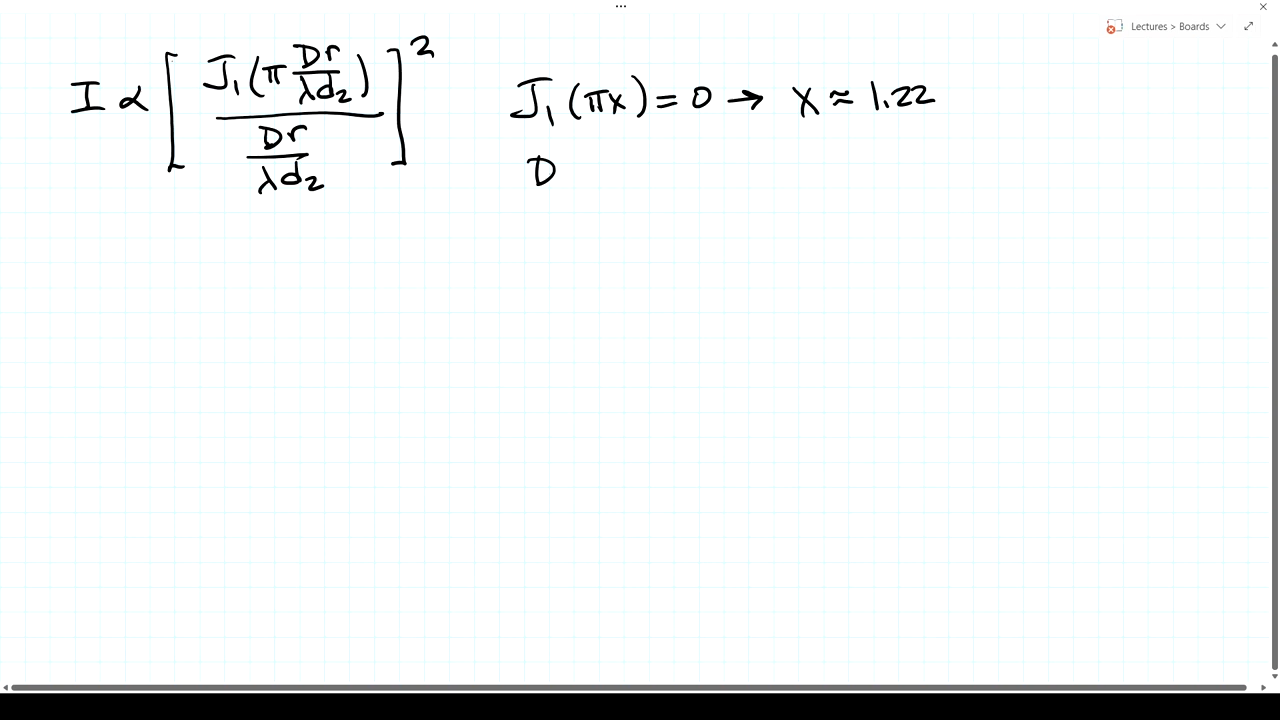 Lectures > Boards
I ∝ [ J₁(π Dr/λd₂) / (Dr/λd₂) ]²
J₁(πx) = 0 → x ≈ 1.22
D